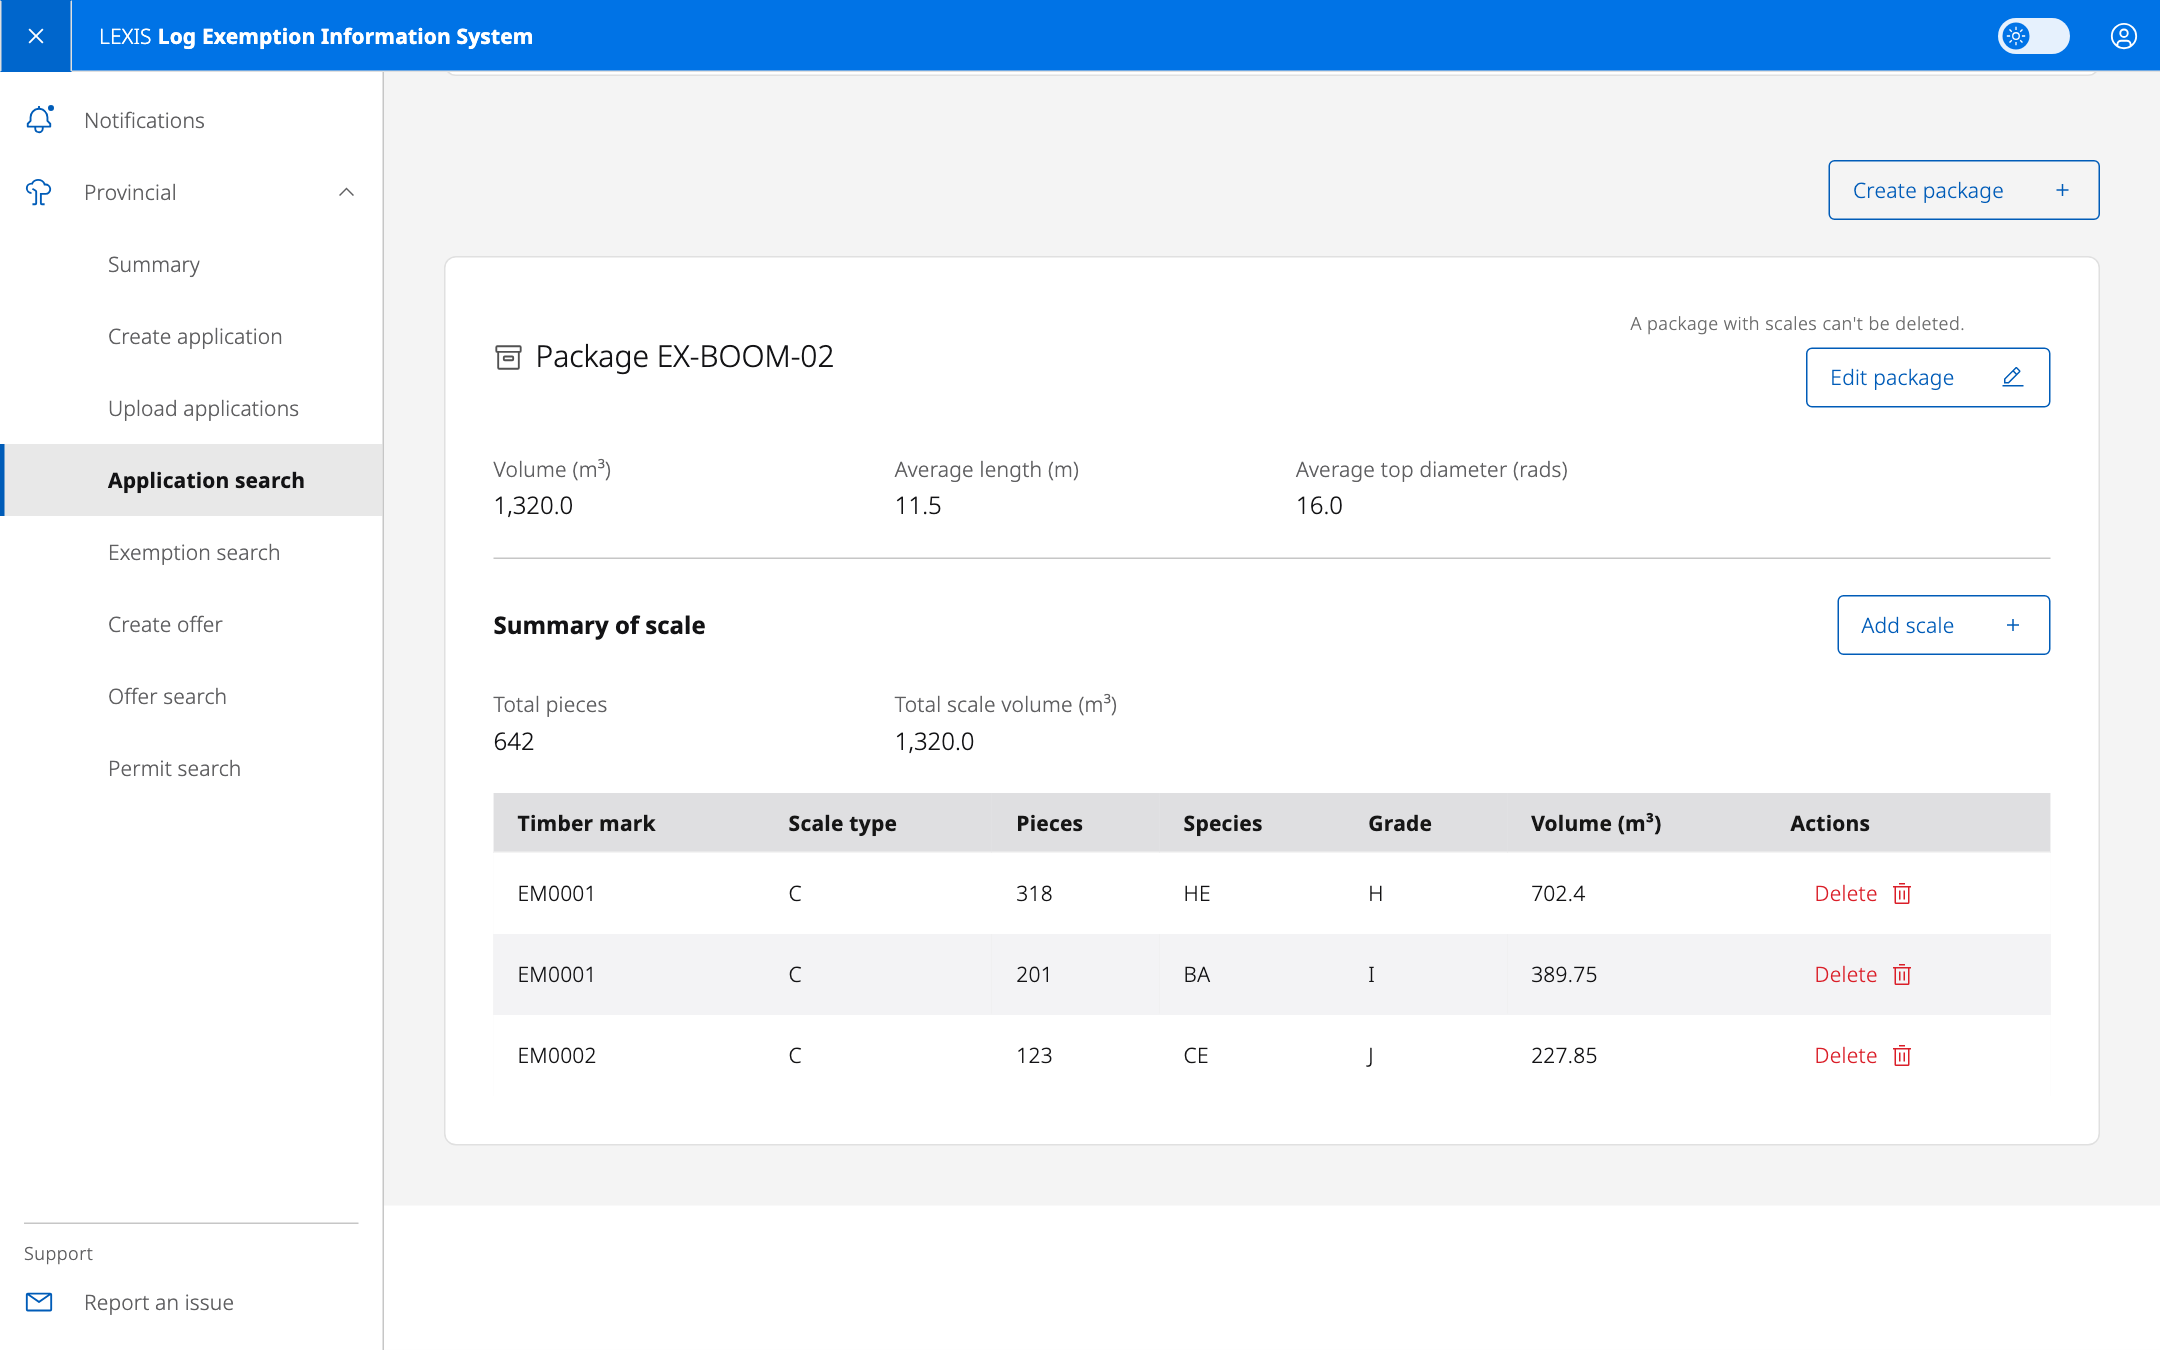 LEXIS Log Exemption Information System
Notifications
Provincial
Summary
Create application
Upload applications
Application search
Exemption search
Create offer
Offer search
Permit search
Support
Report an issue
Create package +
A package with scales can't be deleted.
Package EX-BOOM-02
Edit package
Volume (m³) Average length (m) Average top diameter (rads)
1,320.0 11.5 16.0
Summary of scale
Add scale +
Total pieces Total scale volume (m³)
642 1,320.0
Timber mark Scale type Pieces Species Grade Volume (m³) Actions
EM0001 C 318 HE H 702.4 Delete
EM0001 C 201 BA I 389.75 Delete
EM0002 C 123 CE J 227.85 Delete